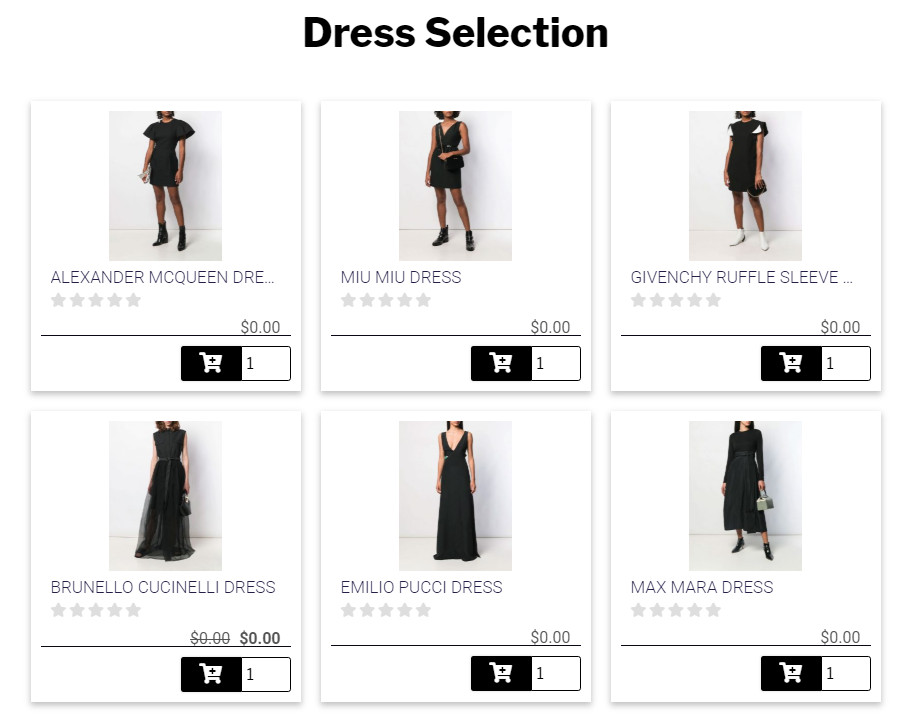 Dress Selection
ALEXANDER MCQUEEN DRE... MIU MIU DRESS GIVENCHY RUFFLE SLEEVE ...
$0.00 $0.00 $0.00
1 1 1
BRUNELLO CUCINELLI DRESS EMILIO PUCCI DRESS MAX MARA DRESS
$0.00 $0.00 $0.00 $0.00
1 1 1